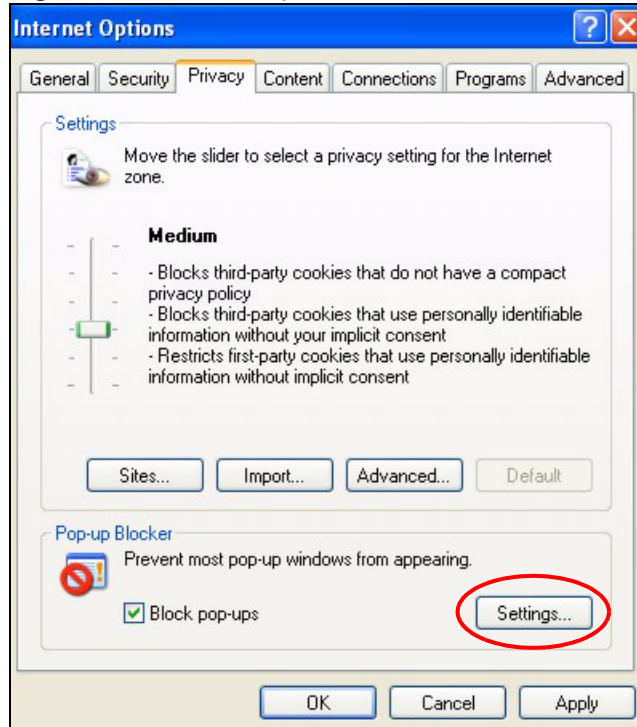 Internet Options
General Security Privacy Content Connections Programs Advanced
Settings
Move the slider to select a privacy setting for the Internet
zone.
Medium
- Blocks third-party cookies that do not have a compact
privacy policy
- Blocks third-party cookies that use personally identifiable
information without your implicit consent
- Restricts first-party cookies that use personally identifiable
information without implicit consent
Sites... Import... Advanced... Default
Pop-up Blocker
Prevent most pop-up windows from appearing.
Block pop-ups Settings...
OK Cancel Apply